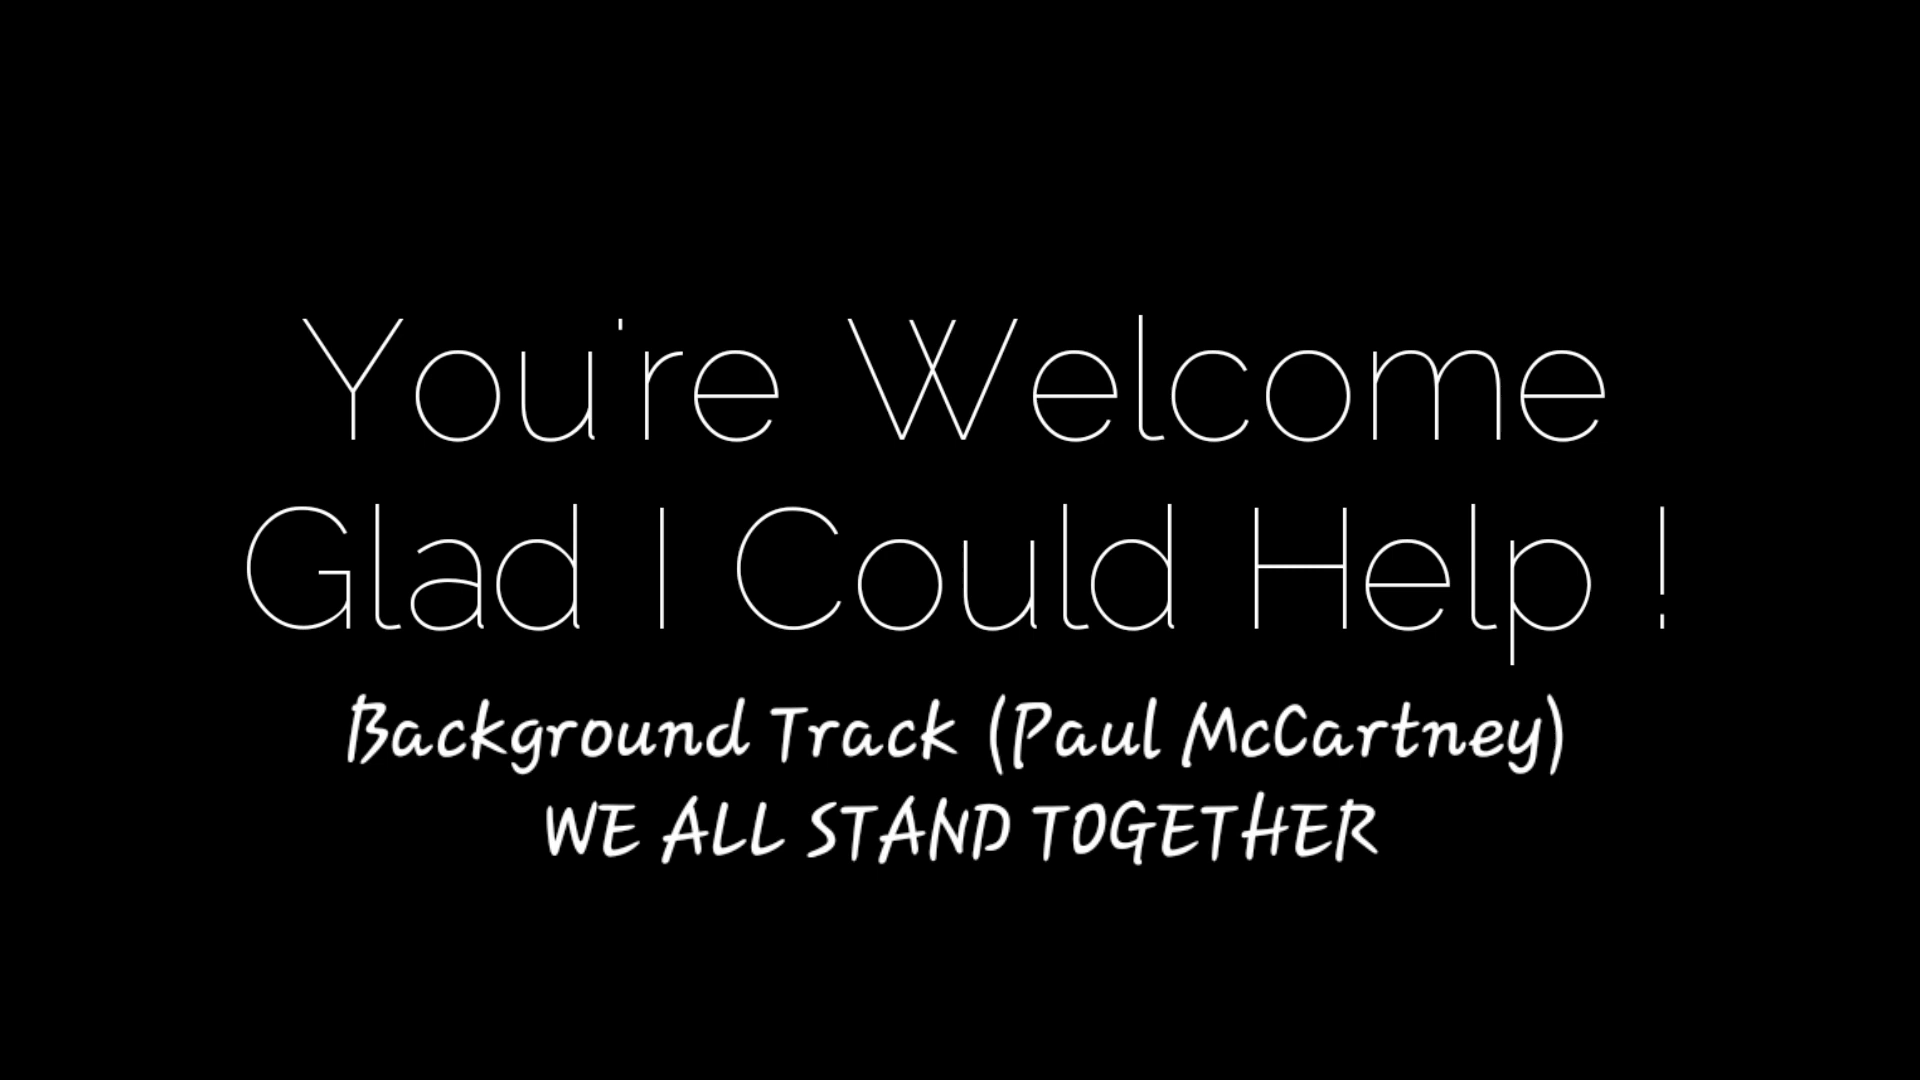 You're Welcome
Glad I Could Help !
Background Track (Paul McCartney)
WE ALL STAND TOGETHER